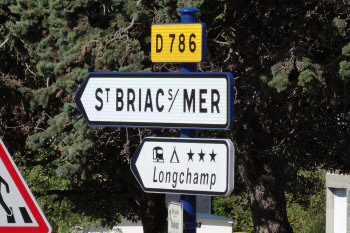 D 786
ST BRIAC S/ MER
Longchamp